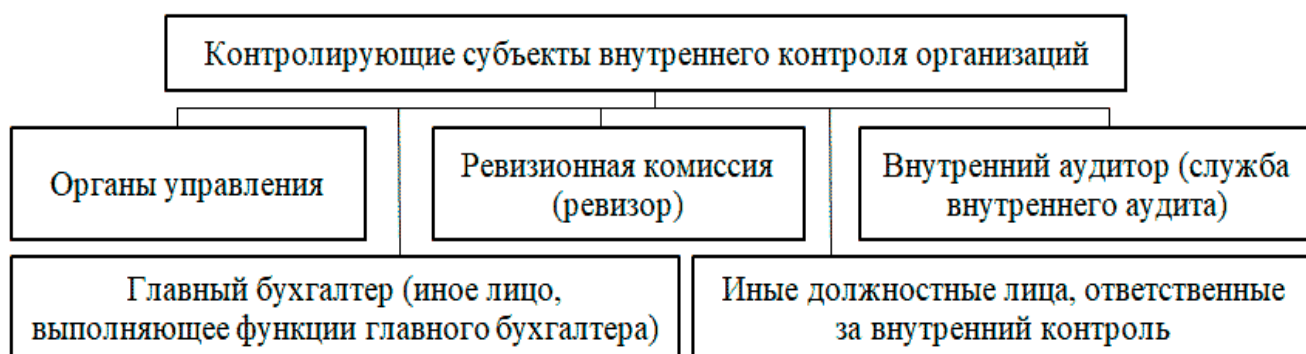 Контролирующие субъекты внутреннего контроля организаций
Органы управления
Ревизионная комиссия
(ревизор)
Внутренний аудитор (служба
внутреннего аудита)
Главный бухгалтер (иное лицо,
выполняющее функции главного бухгалтера)
Иные должностные лица, ответственные
за внутренний контроль